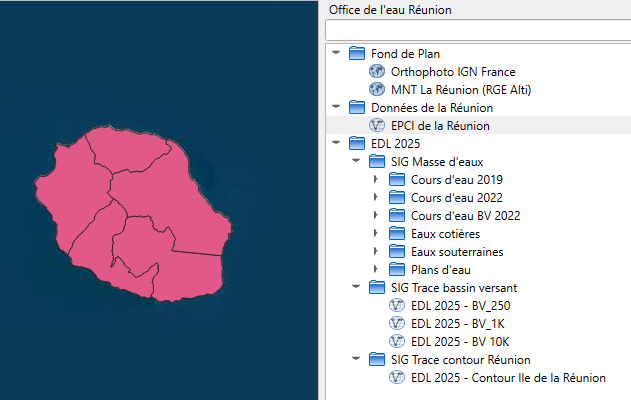 Office de l'eau Réunion
Fond de Plan
Orthophoto IGN France
MNT La Réunion (RGE Alti)
Données de la Réunion
EPCI de la Réunion
EDL 2025
SIG Masse d'eaux
Cours d'eau 2019
Cours d'eau 2022
Cours d'eau BV 2022
Eaux cotières
Eaux souterraines
Plans d'eau
SIG Trace bassin versant
EDL 2025 - BV_250
EDL 2025 - BV_1K
EDL 2025 - BV 10K
SIG Trace contour Réunion
EDL 2025 - Contour Ile de la Réunion